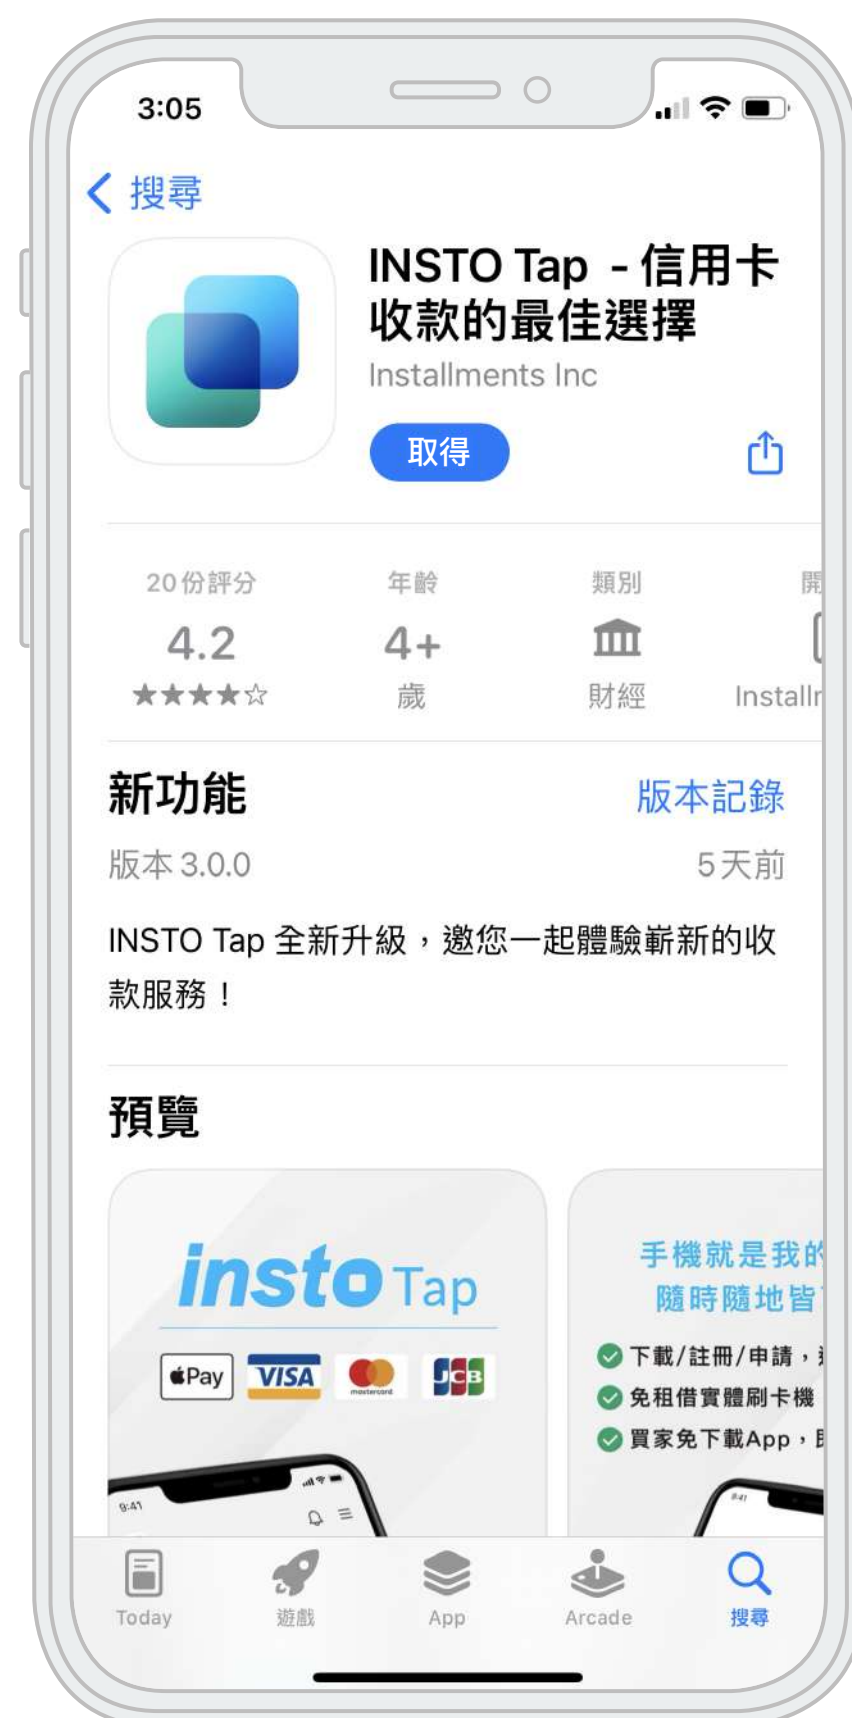 3:05
搜尋
INSTO Tap - 信用卡
收款的最佳選擇
Installments Inc
取得
20份評分
年齡
類別
開
4.2
4+
★★★★☆
歲
財經
Install
新功能
版本記錄
版本 3.0.0
5天前
INSTO Tap 全新升級，邀您一起體驗嶄新的收
款服務！
預覽
insto Tap
Pay
VISA
mastercard
JCB
9:41
手機就是我的
隨時隨地皆
下載/註冊/申請，
免租借實體刷卡機
買家免下載App，
9:41
Today
遊戲
App
Arcade
搜尋